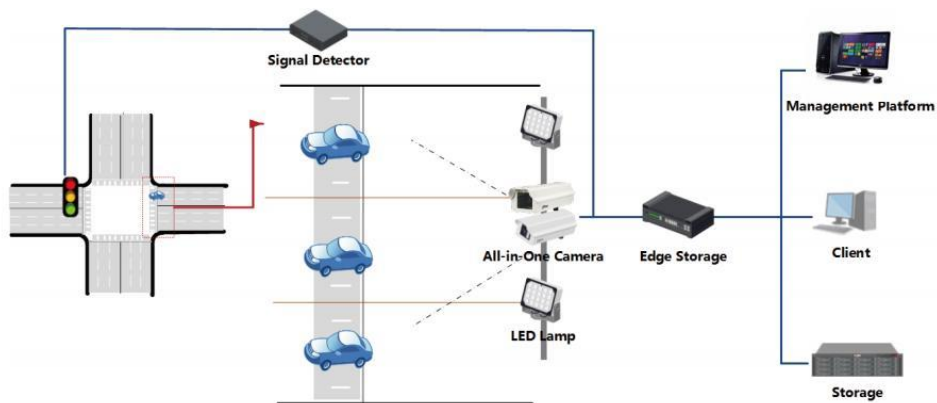 Signal Detector
Management Platform
All-in-One Camera
Edge Storage
Client
LED Lamp
Storage